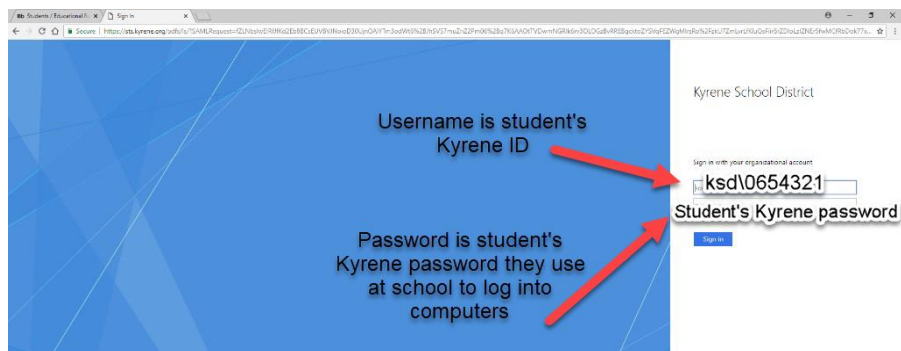 Students / Educational R
Sign In
Secure
Kyrene School District
Username is student's
Kyrene ID
Sign in with your organizational account
ksd\0654321
Student's Kyrene password
Sign in
Password is student's
Kyrene password they use
at school to log into
computers